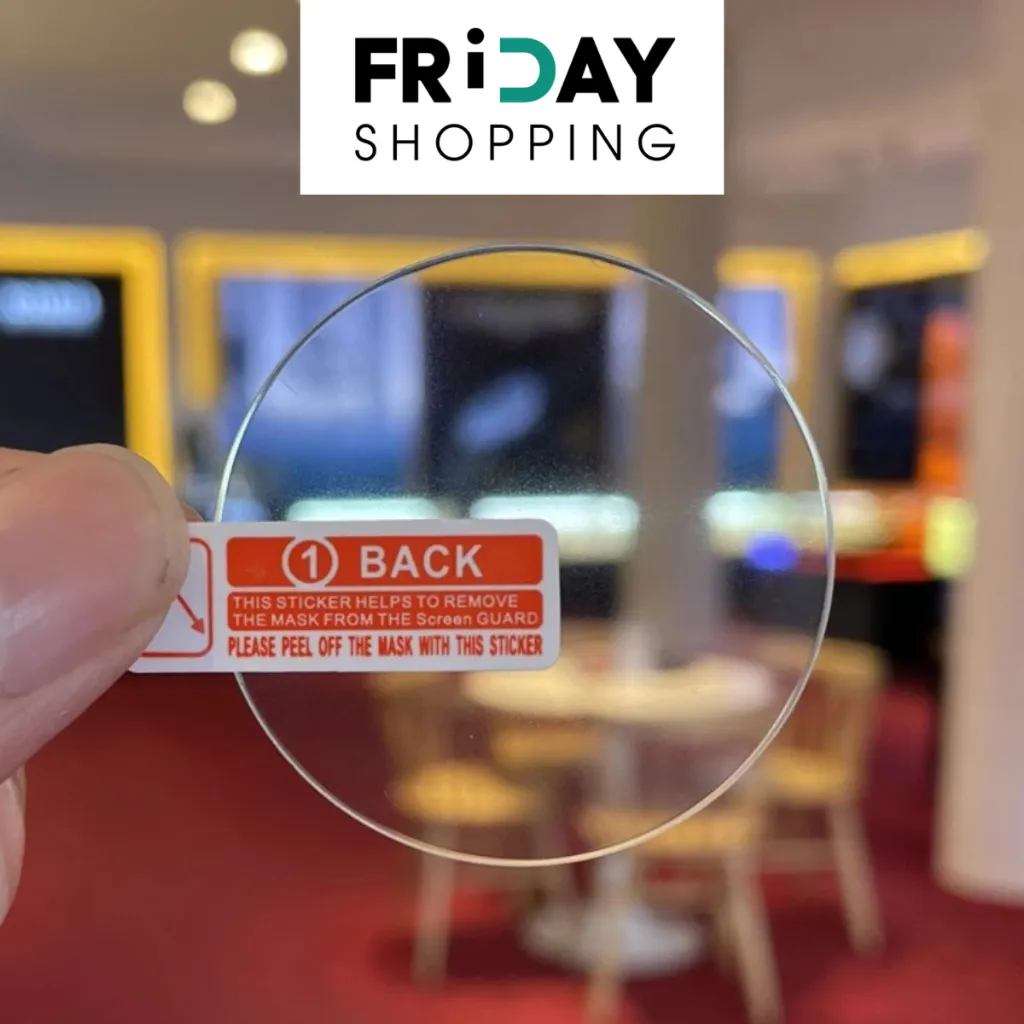 FRiDAY
SHOPPING
1 BACK
THIS STICKER HELPS TO REMOVE
THE MASK FROM THE Screen GUARD
PLEASE PEEL OFF THE MASK WITH THIS STICKER